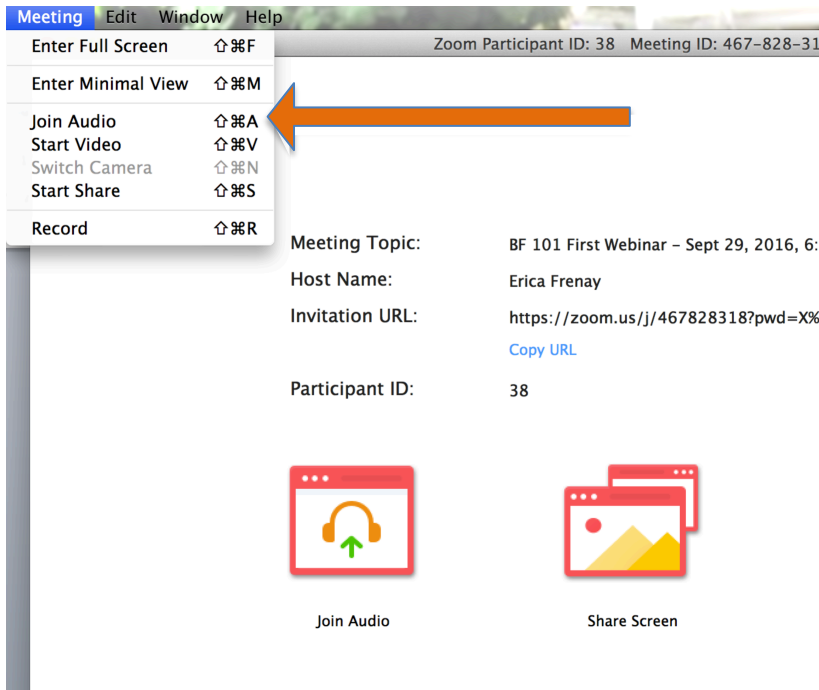 Meeting Edit Window Help
Enter Full Screen ⇧⌘F
Zoom Participant ID: 38 Meeting ID: 467-828-31
Enter Minimal View ⇧⌘M
Join Audio ⇧⌘A
Start Video ⇧⌘V
Switch Camera ⇧⌘N
Start Share ⇧⌘S
Record ⇧⌘R
Meeting Topic: BF 101 First Webinar – Sept 29, 2016, 6:
Host Name: Erica Frenay
Invitation URL: https://zoom.us/j/467828318?pwd=X%
Copy URL
Participant ID: 38
Join Audio Share Screen